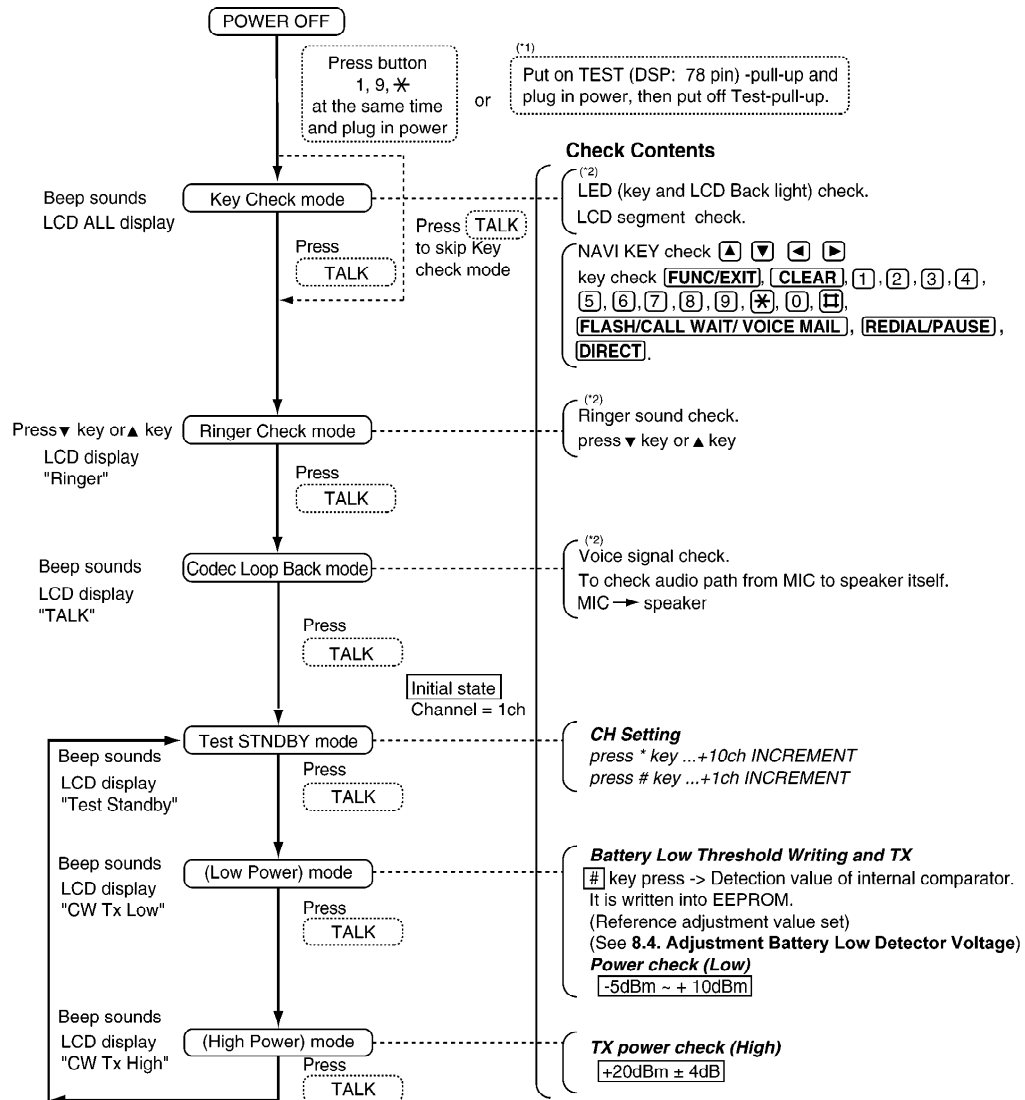 POWER OFF
Press button
1, 9, ✳
at the same time
and plug in power
or
(*1)
Put on TEST (DSP: 78 pin) -pull-up and
plug in power, then put off Test-pull-up.
Check Contents
Beep sounds
LCD ALL display
Key Check mode
Press TALK
to skip Key
check mode
Press
TALK
(*2)
LED (key and LCD Back light) check.
LCD segment check.
NAVI KEY check ▲ ▼ ◀ ▶
key check FUNC/EXIT, CLEAR, 1, 2, 3, 4,
5, 6, 7, 8, 9, ✳, 0, #,
FLASH/CALL WAIT/ VOICE MAIL, REDIAL/PAUSE,
DIRECT.
Press ▼ key or ▲ key
LCD display
"Ringer"
Ringer Check mode
Press
TALK
(*2)
Ringer sound check.
press ▼ key or ▲ key
Beep sounds
LCD display
"TALK"
Codec Loop Back mode
Press
TALK
(*2)
Voice signal check.
To check audio path from MIC to speaker itself.
MIC → speaker
Initial state
Channel = 1ch
Test STNDBY mode
Beep sounds
LCD display
"Test Standby"
Press
TALK
CH Setting
press * key ...+10ch INCREMENT
press # key ...+1ch INCREMENT
Beep sounds
LCD display
"CW Tx Low"
(Low Power) mode
Press
TALK
Battery Low Threshold Writing and TX
# key press -> Detection value of internal comparator.
It is written into EEPROM.
(Reference adjustment value set)
(See 8.4. Adjustment Battery Low Detector Voltage)
Power check (Low)
-5dBm ~ + 10dBm
Beep sounds
LCD display
"CW Tx High"
(High Power) mode
Press
TALK
TX power check (High)
+20dBm ± 4dB